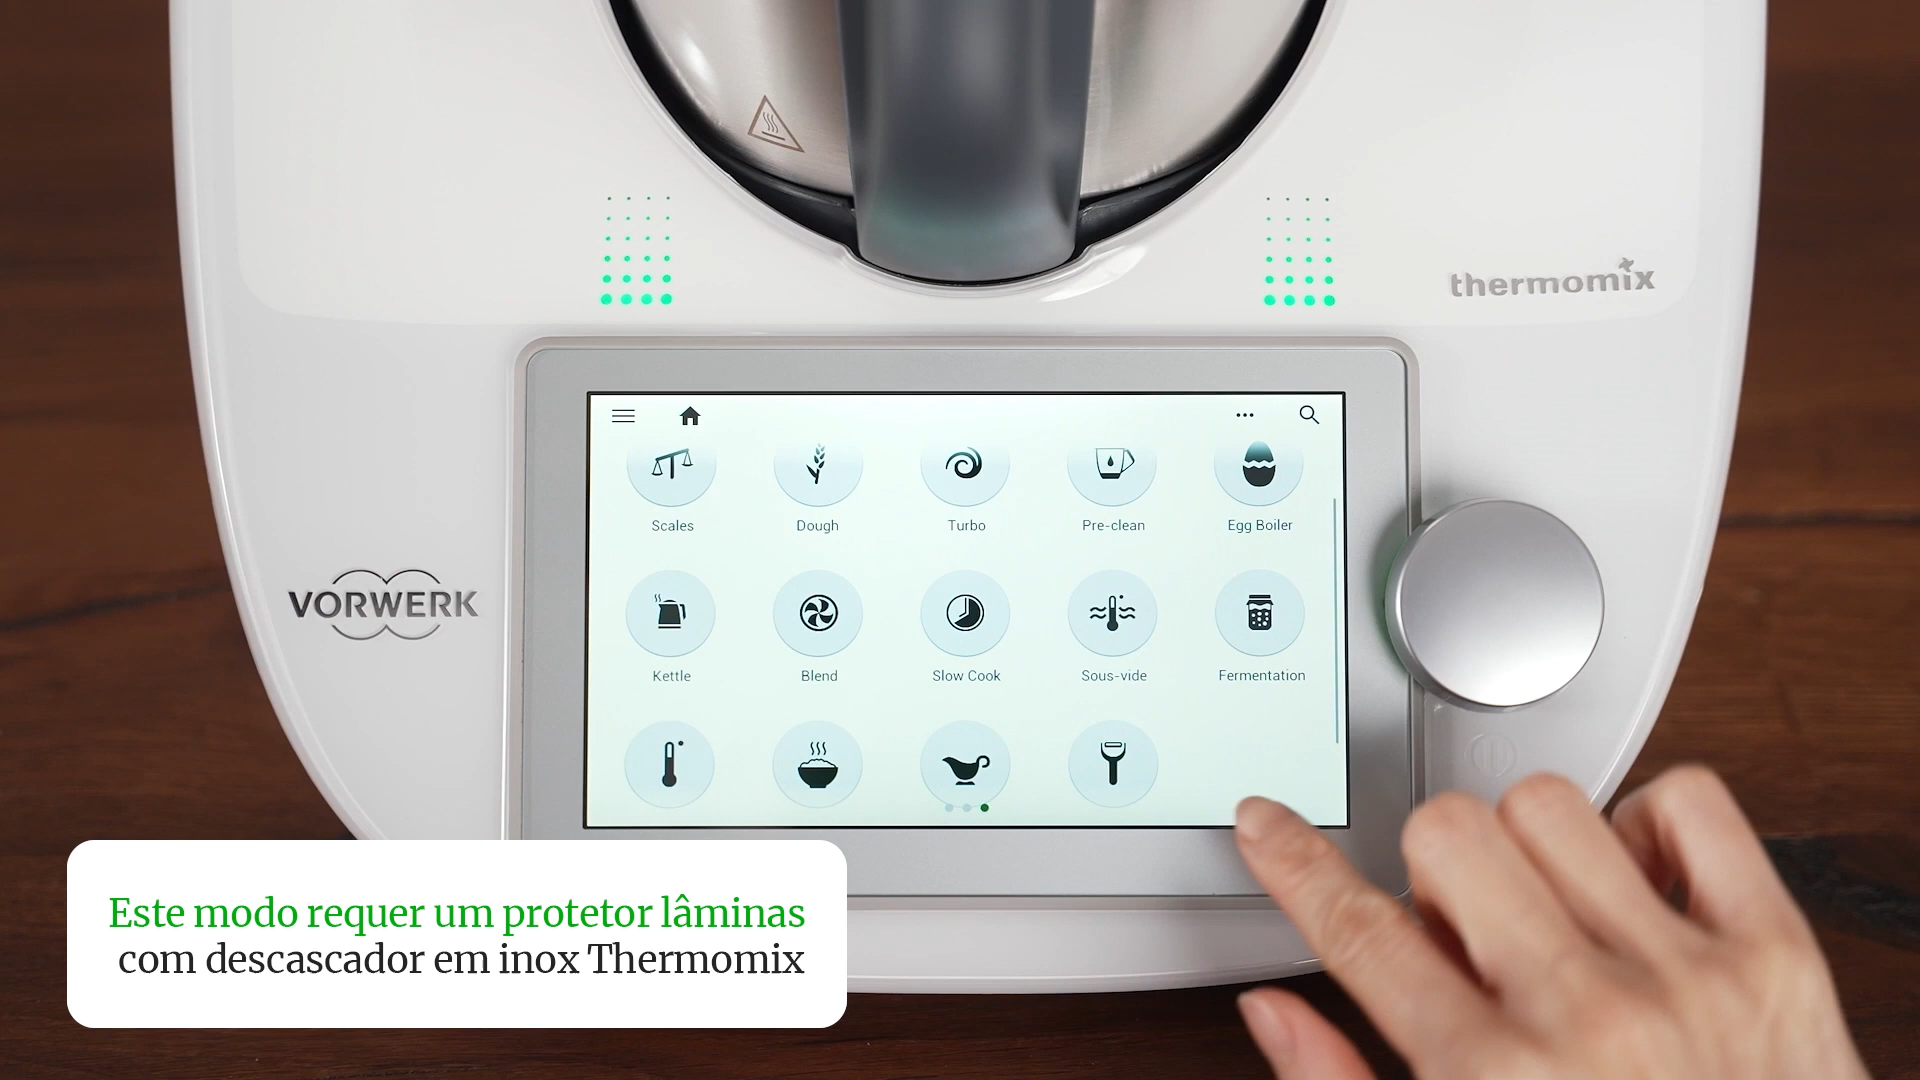 thermomix
VORWERK
Scales
Dough
Turbo
Pre-clean
Egg Boiler
Kettle
Blend
Slow Cook
Sous-vide
Fermentation
Este modo requer um protetor lâminas
com descascador em inox Thermomix